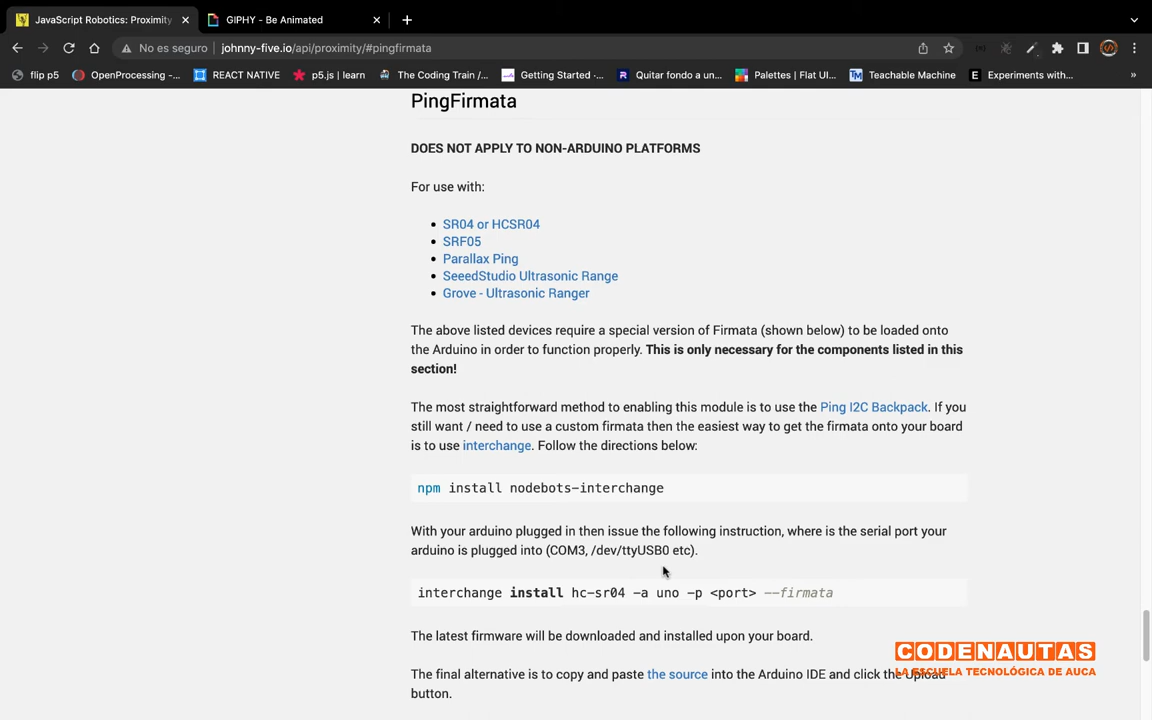 JavaScript Robotics: Proximity
GIPHY - Be Animated
No es seguro
johnny-five.io/api/proximity/#pingfirmata
flip p5
OpenProcessing -...
REACT NATIVE
p5.js | learn
The Coding Train /...
Getting Started -...
Quitar fondo a un...
Palettes | Flat UI...
Teachable Machine
Experiments with...
PingFirmata
DOES NOT APPLY TO NON-ARDUINO PLATFORMS
For use with:
SR04 or HCSR04
SRF05
Parallax Ping
SeeedStudio Ultrasonic Range
Grove - Ultrasonic Ranger
The above listed devices require a special version of Firmata (shown below) to be loaded onto
the Arduino in order to function properly. This is only necessary for the components listed in this
section!
The most straightforward method to enabling this module is to use the Ping I2C Backpack. If you
still want / need to use a custom firmata then the easiest way to get the firmata onto your board
is to use interchange. Follow the directions below:
npm install nodebots-interchange
With your arduino plugged in then issue the following instruction, where is the serial port your
arduino is plugged into (COM3, /dev/ttyUSB0 etc).
interchange install hc-sr04 -a uno -p <port> --firmata
The latest firmware will be downloaded and installed upon your board.
The final alternative is to copy and paste the source into the Arduino IDE and click the Upload
button.
CODENAUTAS
LA ESCUELA TECNOLÓGICA DE AUCA